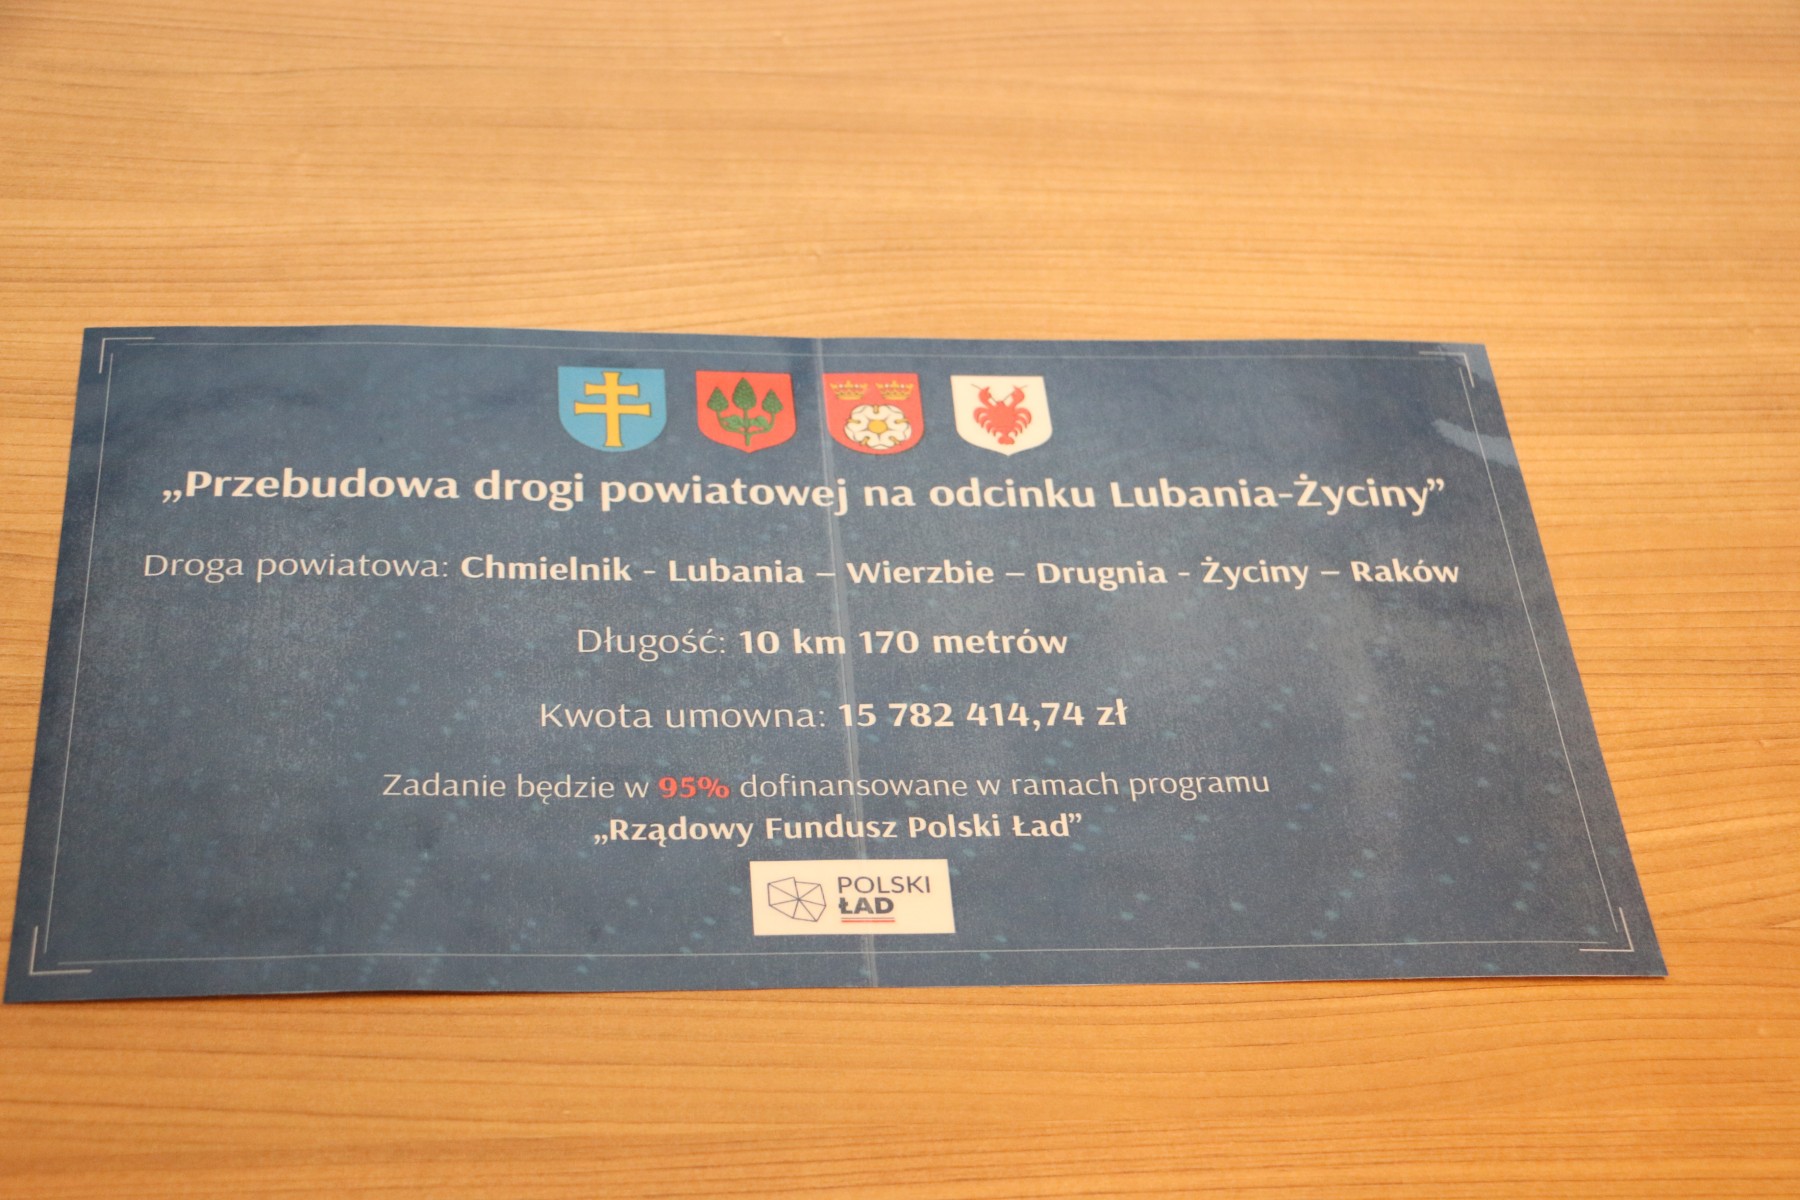 „Przebudowa drogi powiatowej na odcinku Lubania-Życiny”
Droga powiatowa: Chmielnik - Lubania – Wierzbie – Drugnia - Życiny – Raków
Długość: 10 km 170 metrów
Kwota umowna: 15 782 414,74 zł
Zadanie będzie w 95% dofinansowane w ramach programu
„Rządowy Fundusz Polski Ład”
POLSKI
ŁAD